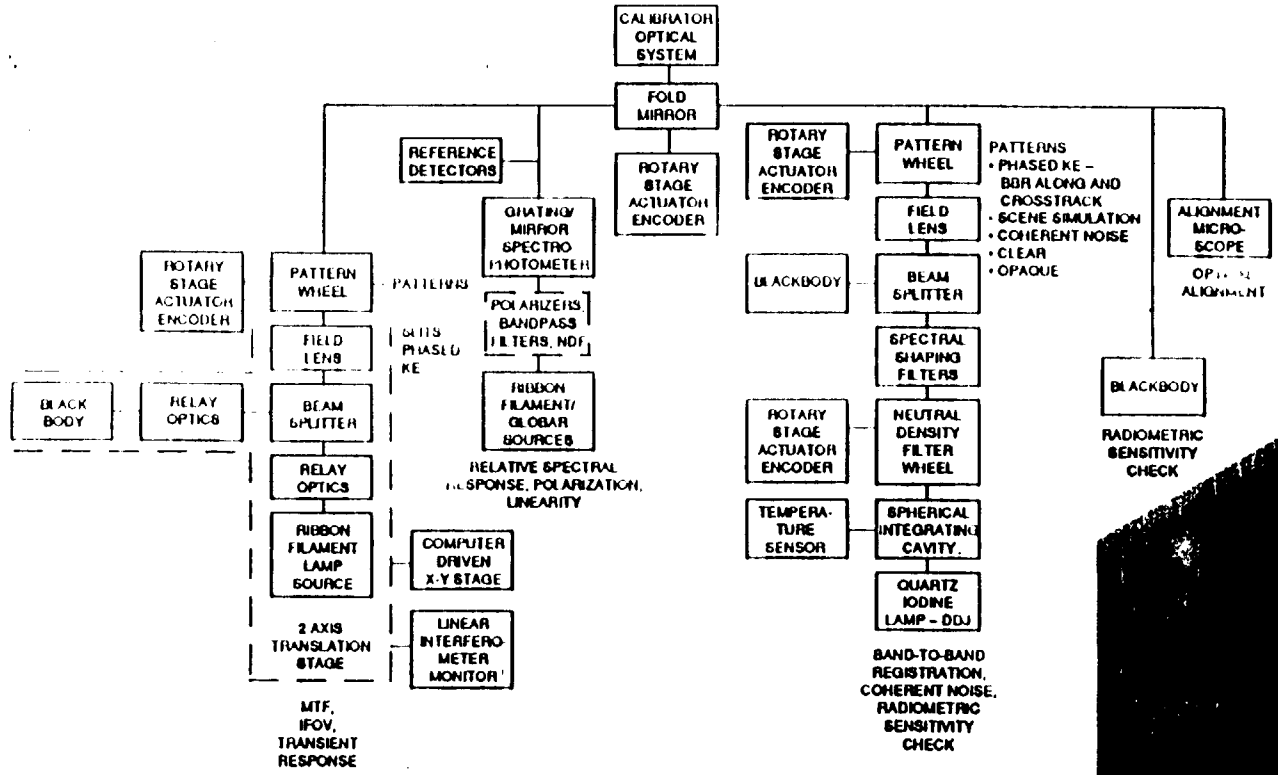 CALIBRATOR
OPTICAL
SYSTEM
FOLD
MIRROR
ROTARY
STAGE
ACTUATOR
ENCODER
ROTARY
STAGE
ACTUATOR
ENCODER
PATTERN
WHEEL
PATTERNS
FIELD
LENS
SLITS
PHASED
KE
BLACK
BODY
RELAY
OPTICS
BEAM
SPLITTER
RELAY
OPTICS
RIBBON
FILAMENT
LAMP
SOURCE
COMPUTER
DRIVEN
X-Y STAGE
2 AXIS
TRANSLATION
STAGE
LINEAR
INTERFERO-
METER
MONITOR
MTF,
IFOV,
TRANSIENT
RESPONSE
REFERENCE
DETECTORS
GRATING/
MIRROR
SPECTRO
PHOTOMETER
POLARIZERS,
BANDPASS
FILTERS, NDF
RIBBON
FILAMENT/
GLOBAR
SOURCES
RELATIVE SPECTRAL
RESPONSE, POLARIZATION,
LINEARITY
ROTARY
STAGE
ACTUATOR
ENCODER
PATTERN
WHEEL
PATTERNS
• PHASED KE –
BBR ALONG AND
CROSSTRACK
• SCENE SIMULATION
• COHERENT NOISE
• CLEAR
• OPAQUE
FIELD
LENS
BLACKBODY
BEAM
SPLITTER
SPECTRAL
SHAPING
FILTERS
ROTARY
STAGE
ACTUATOR
ENCODER
NEUTRAL
DENSITY
FILTER
WHEEL
TEMPERA-
TURE
SENSOR
SPHERICAL
INTEGRATING
CAVITY
QUARTZ
IODINE
LAMP – DDJ
BAND-TO-BAND
REGISTRATION,
COHERENT NOISE,
RADIOMETRIC
SENSITIVITY
CHECK
BLACKBODY
RADIOMETRIC
SENSITIVITY
CHECK
ALIGNMENT
MICRO-
SCOPE
OPTICAL
ALIGNMENT